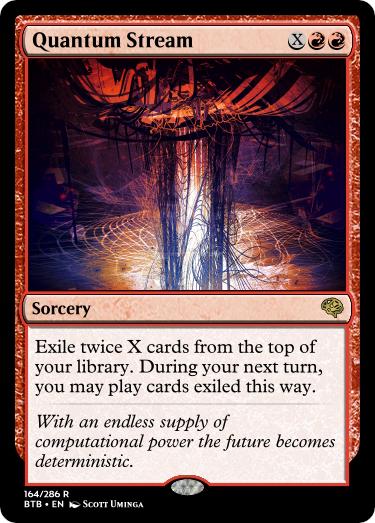 Quantum Stream X
Sorcery
Exile twice X cards from the top of
your library. During your next turn,
you may play cards exiled this way.
With an endless supply of
computational power the future becomes
deterministic.
164/286 R
BTB • EN Scott Uminga